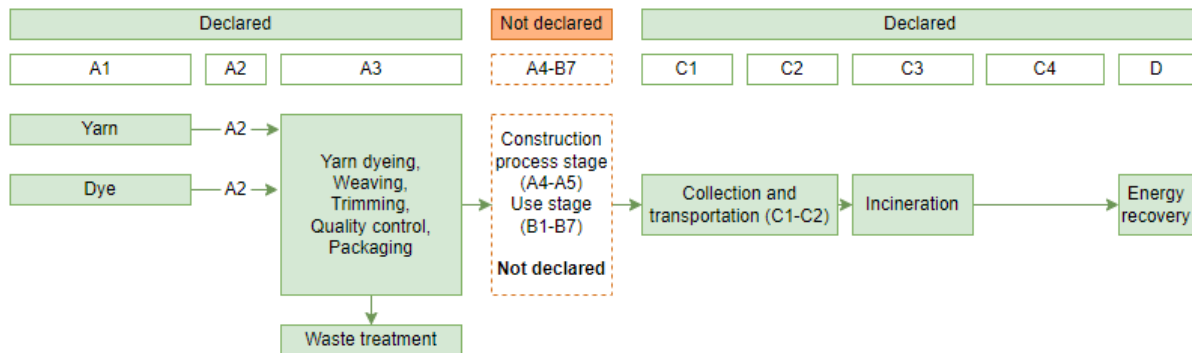 Declared
Not declared
Declared
A1
A2
A3
A4-B7
C1
C2
C3
C4
D
Yarn
A2
Dye
A2
Yarn dyeing,
Weaving,
Trimming,
Quality control,
Packaging
Waste treatment
Construction
process stage
(A4-A5)
Use stage
(B1-B7)
Not declared
Collection and
transportation (C1-C2)
Incineration
Energy
recovery